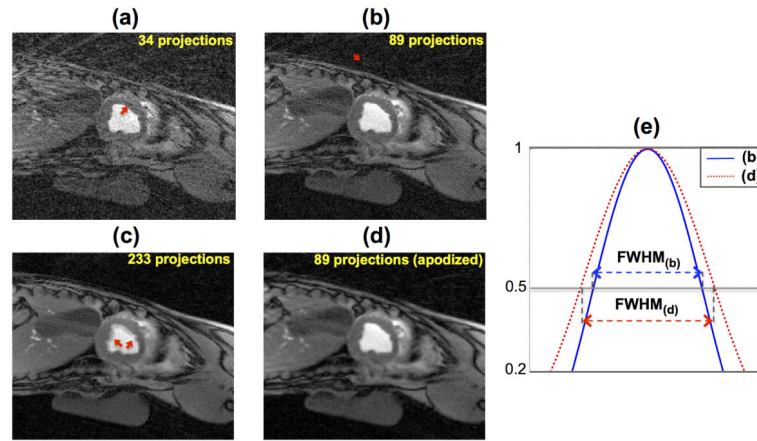 (a)
34 projections
(b)
89 projections
(c)
233 projections
(d)
89 projections (apodized)
(e)
1
(b)
(d)
FWHM(b)
0.5
FWHM(d)
0.2